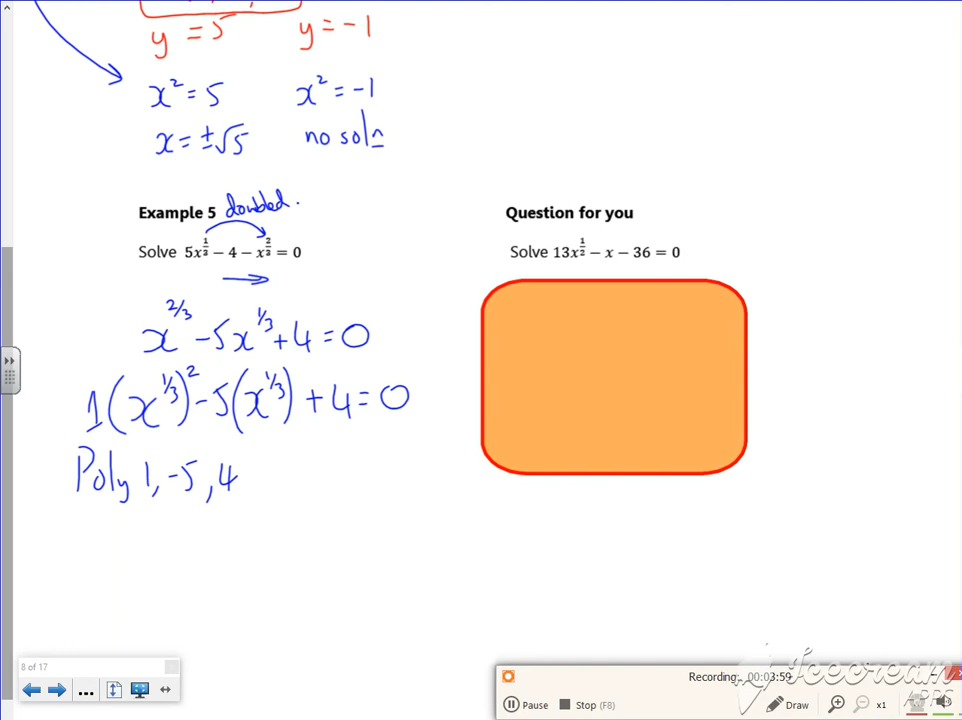 y = 5 y = -1
x² = 5 x² = -1
x = ±√5 no solⁿ
Example 5 doubled.
Solve 5x^(1/3) − 4 − x^(2/3) = 0
x^(2/3) - 5x^(1/3) + 4 = 0
1(x^(1/3))² - 5(x^(1/3)) + 4 = 0
Poly 1, -5, 4
Question for you
Solve 13x^(1/2) − x − 36 = 0
8 of 17
Recording... 00:03:59
Pause Stop (F8) Draw x1
Icecream
APPS